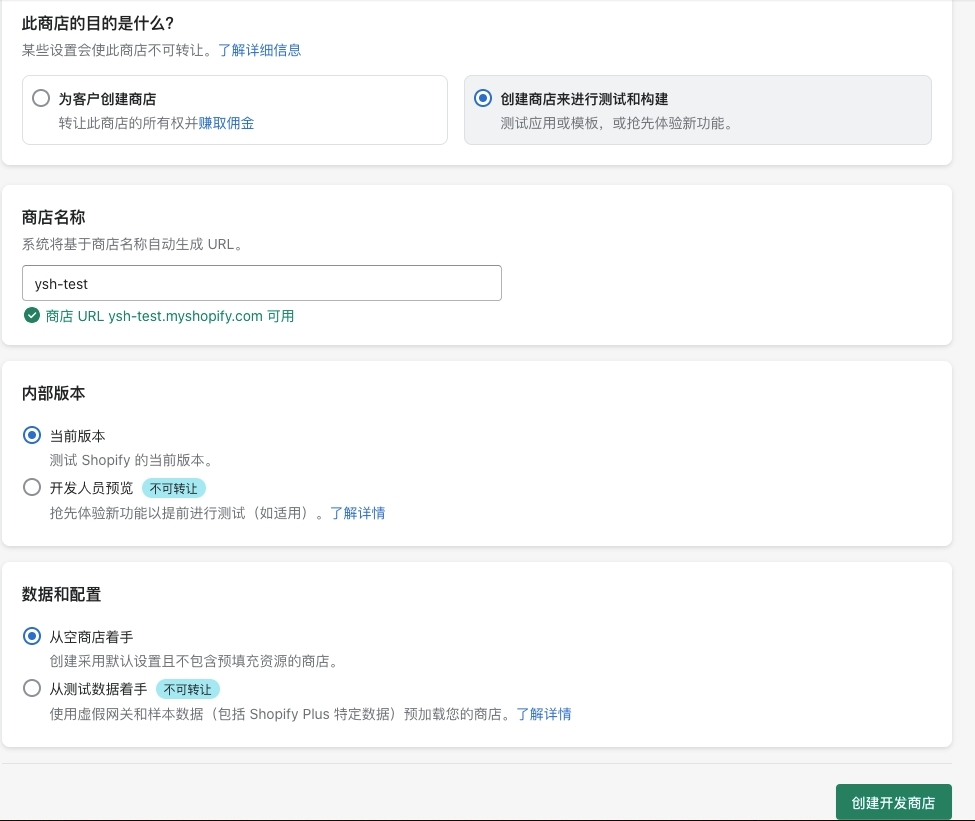 此商店的目的是什么?
某些设置会使此商店不可转让。了解详细信息
为客户创建商店
转让此商店的所有权并赚取佣金
创建商店来进行测试和构建
测试应用或模板，或抢先体验新功能。
商店名称
系统将基于商店名称自动生成 URL。
ysh-test
商店 URL ysh-test.myshopify.com 可用
内部版本
当前版本
测试 Shopify 的当前版本。
开发人员预览 不可转让
抢先体验新功能以提前进行测试（如适用）。了解详情
数据和配置
从空商店着手
创建采用默认设置且不包含预填充资源的商店。
从测试数据着手 不可转让
使用虚假网关和样本数据（包括 Shopify Plus 特定数据）预加载您的商店。了解详情
创建开发商店